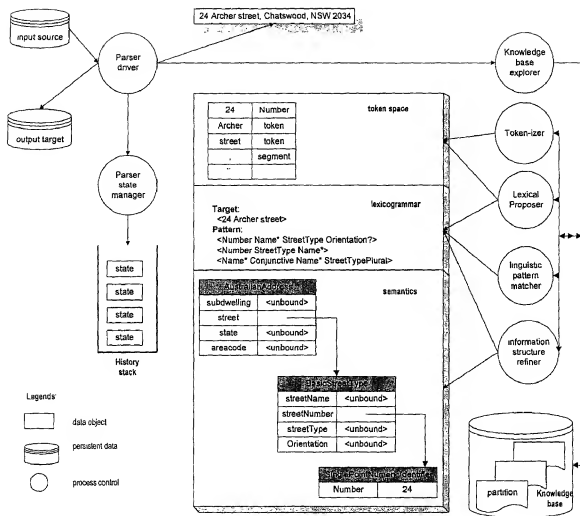 24 Archer street, Chatswood, NSW 2034
input source
Parser driver
Knowledge base explorer
output target
24 Number
Archer token
street token
, segment
token space
Token-izer
Parser state manager
lexicogrammar
Target:
<24 Archer street>
Pattern:
<Number Name* StreetType Orientation?>
<Number StreetType Name*>
<Name* Conjunctive Name* StreetTypePlural>
Lexical Proposer
linguistic pattern matcher
state
state
state
state
History stack
AustralianAddress
semantics
subdwelling <unbound>
street
state <unbound>
areacode <unbound>
information structure refiner
BasicStreetType
streetName <unbound>
streetNumber
streetType <unbound>
Orientation <unbound>
Number 24
Legends:
data object
persistent data
process control
partition
Knowledge base